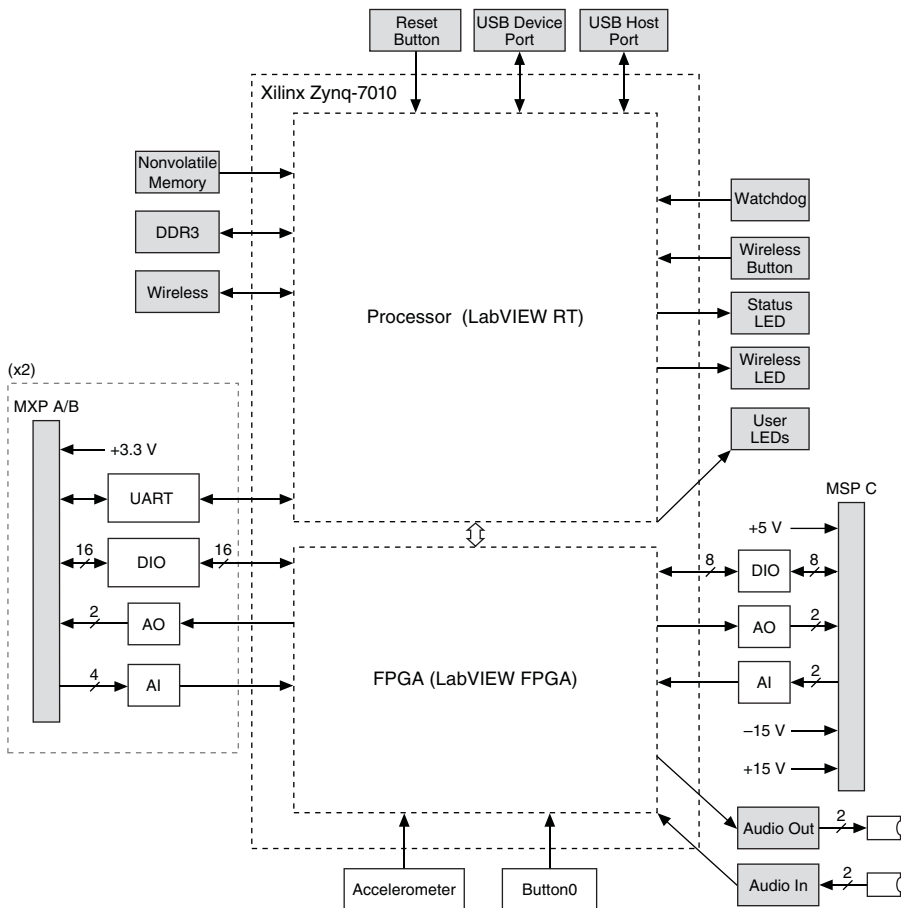 Reset
Button
USB Device
Port
USB Host
Port
Xilinx Zynq-7010
Nonvolatile
Memory
DDR3
Wireless
Processor (LabVIEW RT)
Watchdog
Wireless
Button
Status
LED
Wireless
LED
User
LEDs
(x2)
MXP A/B
+3.3 V
UART
16
DIO
16
2
AO
4
AI
FPGA (LabVIEW FPGA)
MSP C
+5 V
8
DIO
8
AO
2
AI
2
–15 V
+15 V
Audio Out
2
Audio In
2
Accelerometer
Button0